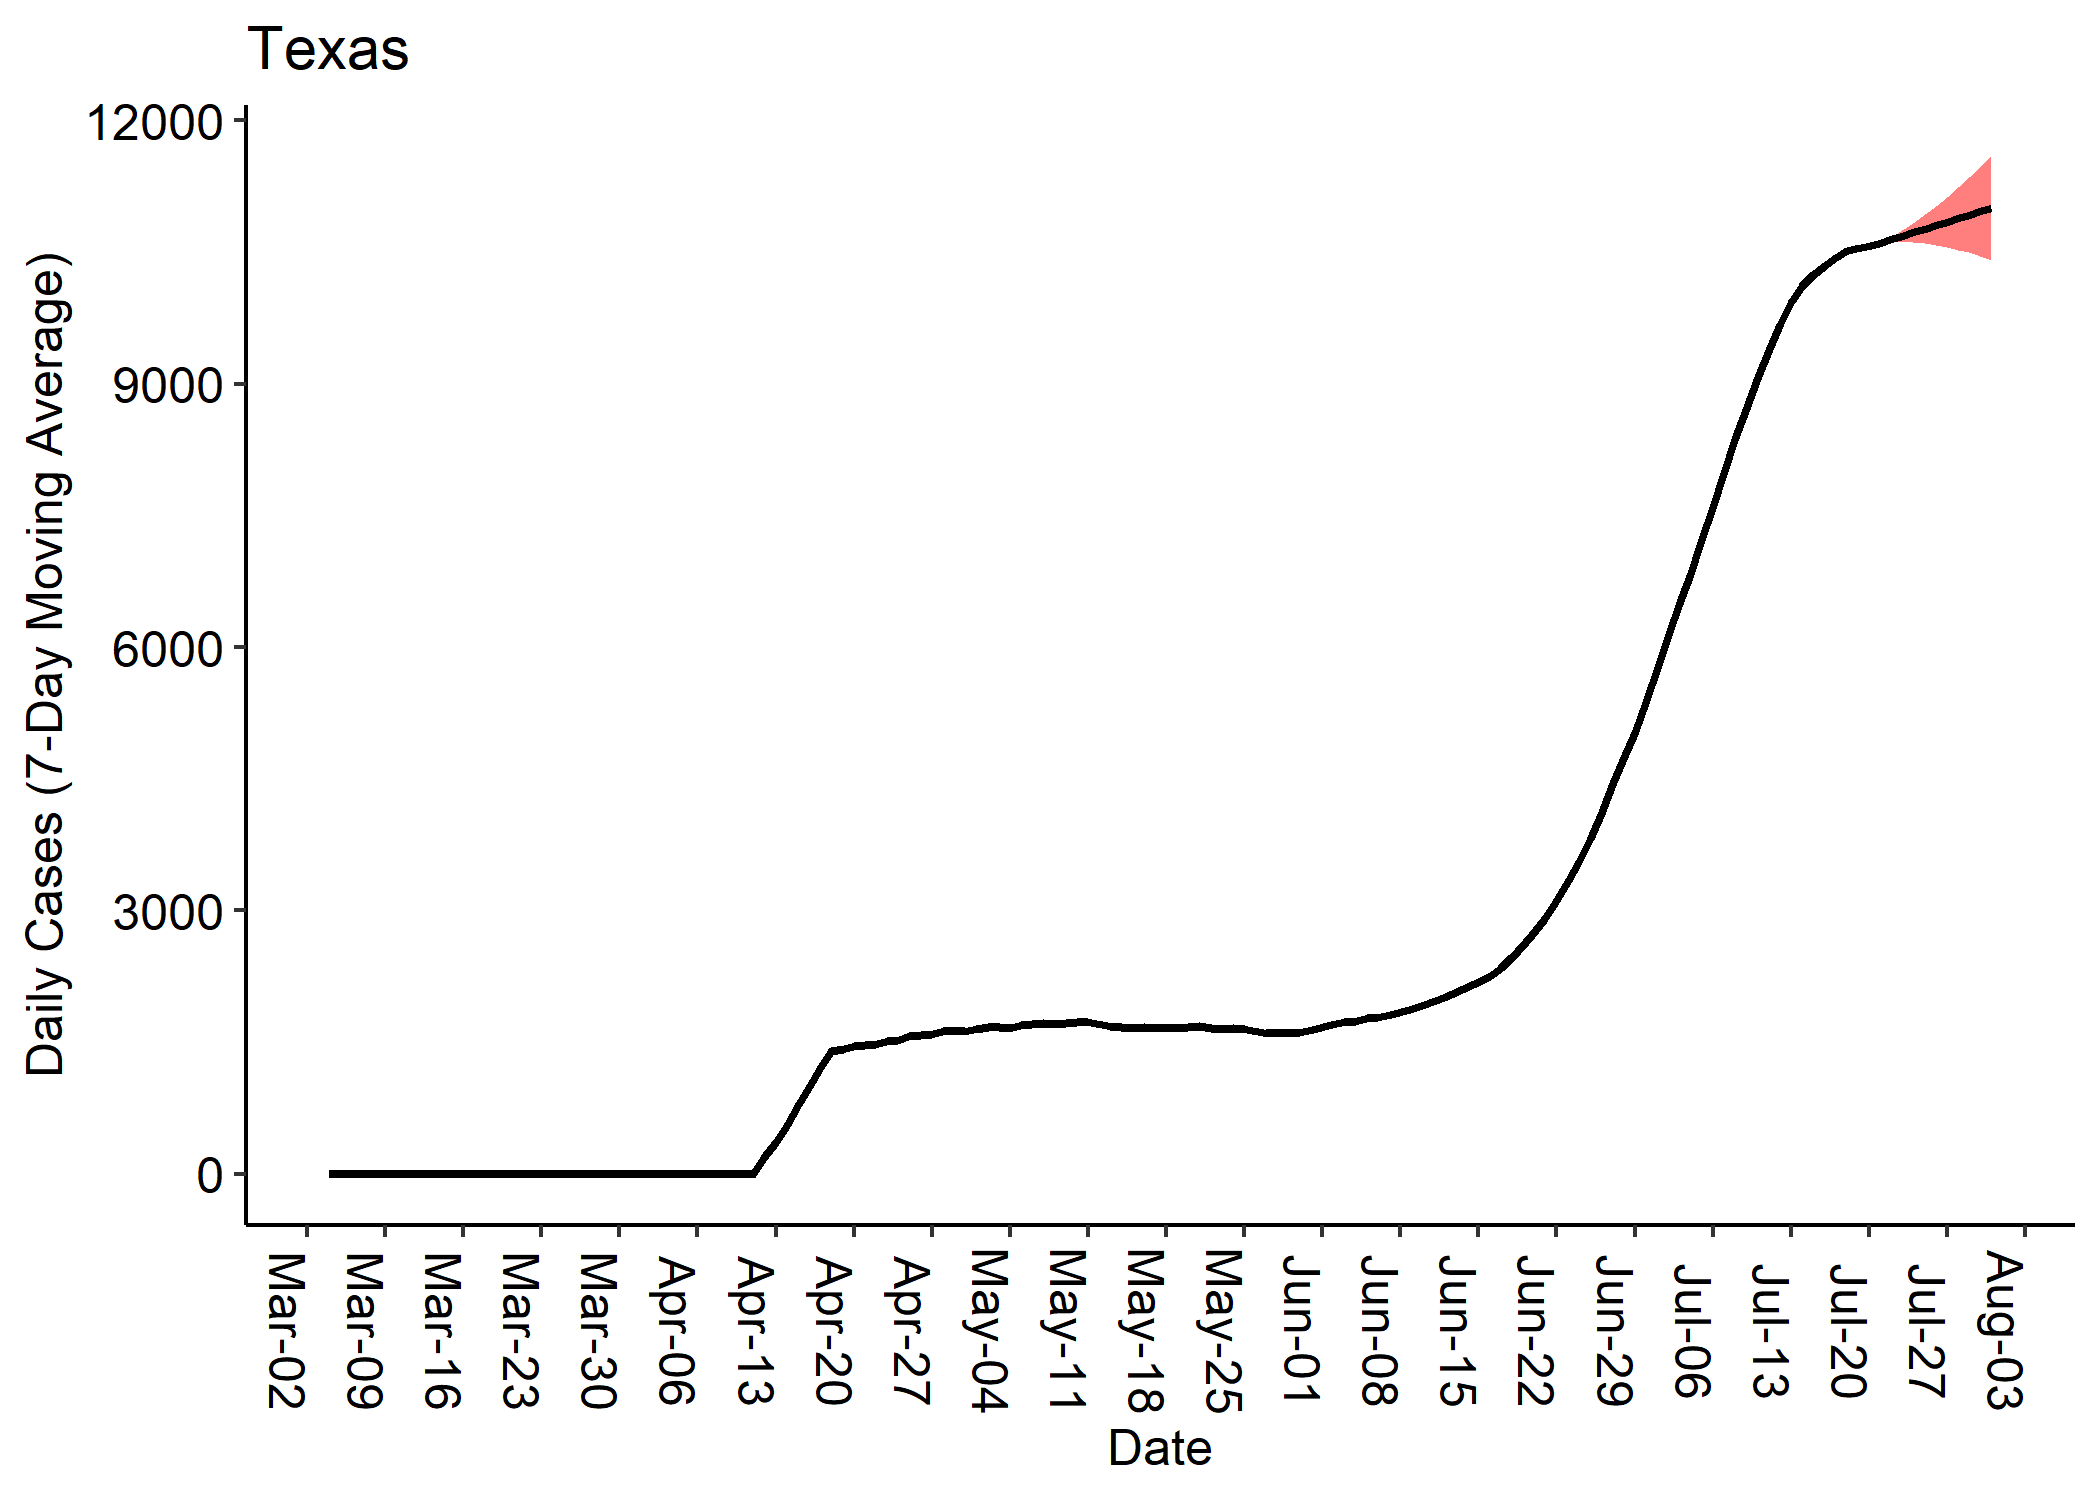 Texas
12000
9000
6000
3000
0
Daily Cases (7-Day Moving Average)
Mar-02
Mar-09
Mar-16
Mar-23
Mar-30
Apr-06
Apr-13
Apr-20
Apr-27
May-04
May-11
May-18
May-25
Jun-01
Jun-08
Jun-15
Jun-22
Jun-29
Jul-06
Jul-13
Jul-20
Jul-27
Aug-03
Date